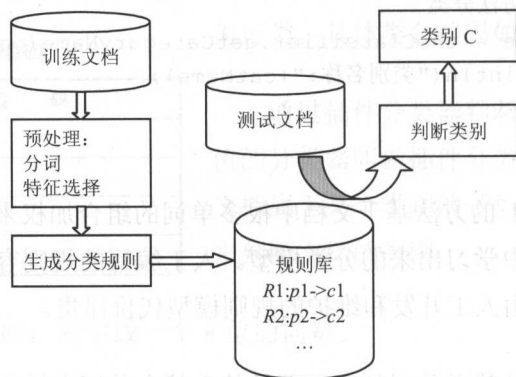 训练文档
预处理：
分词
特征选择
生成分类规则
测试文档
类别 C
判断类别
规则库
R1:p1->c1
R2:p2->c2
…